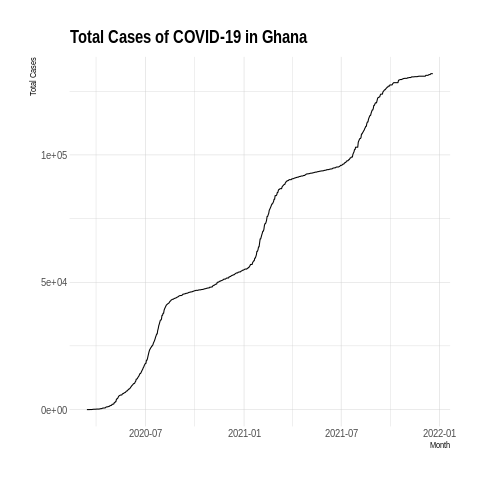 Total Cases of COVID-19 in Ghana
Total Cases
1e+05
5e+04
0e+00
2020-07
2021-01
2021-07
2022-01
Month